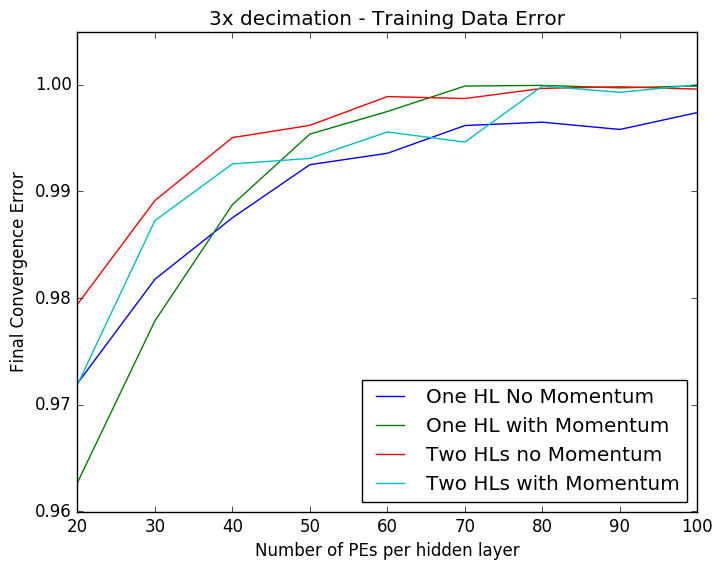 3x decimation - Training Data Error
Final Convergence Error
1.00
0.99
0.98
0.97
0.96
One HL No Momentum
One HL with Momentum
Two HLs no Momentum
Two HLs with Momentum
20 30 40 50 60 70 80 90 100
Number of PEs per hidden layer